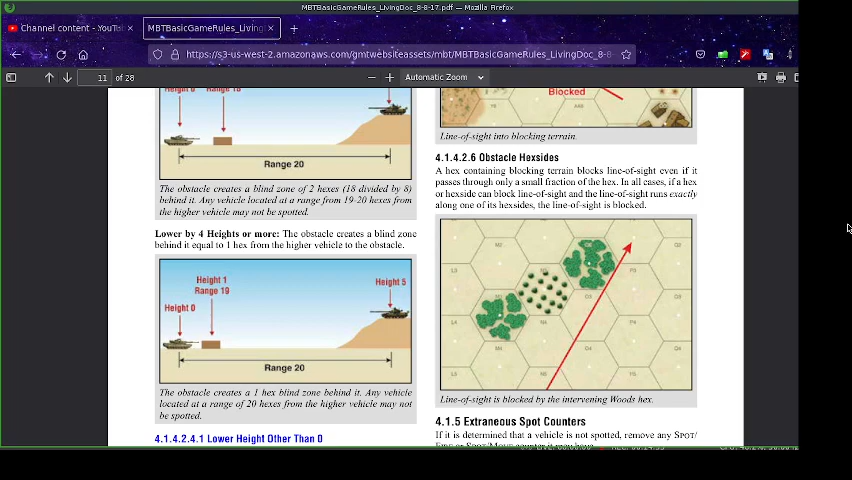 MBTBasicGameRules_LivingDoc_8-8-17.pdf — Mozilla Firefox
Channel content - YouTu
MBTBasicGameRules_Living
https://s3-us-west-2.amazonaws.com/gmtwebsiteassets/mbt/MBTBasicGameRules_LivingDoc_8-8-
11 of 28
Automatic Zoom
Range 20
The obstacle creates a blind zone of 2 hexes (18 divided by 8)
behind it. Any vehicle located at a range from 19-20 hexes from
the higher vehicle may not be spotted.
Lower by 4 Heights or more: The obstacle creates a blind zone
behind it equal to 1 hex from the higher vehicle to the obstacle.
Height 1
Range 19
Height 5
Height 0
Range 20
The obstacle creates a 1 hex blind zone behind it. Any vehicle
located at a range of 20 hexes from the higher vehicle may not
be spotted.
4.1.4.2.4.1 Lower Height Other Than 0
Blocked
Line-of-sight into blocking terrain.
4.1.4.2.6 Obstacle Hexsides
A hex containing blocking terrain blocks line-of-sight even if it
passes through only a small fraction of the hex. In all cases, if a hex
or hexside can block line-of-sight and the line-of-sight runs exactly
along one of its hexsides, the line-of-sight is blocked.
Line-of-sight is blocked by the intervening Woods hex.
4.1.5 Extraneous Spot Counters
If it is determined that a vehicle is not spotted, remove any SPOT/